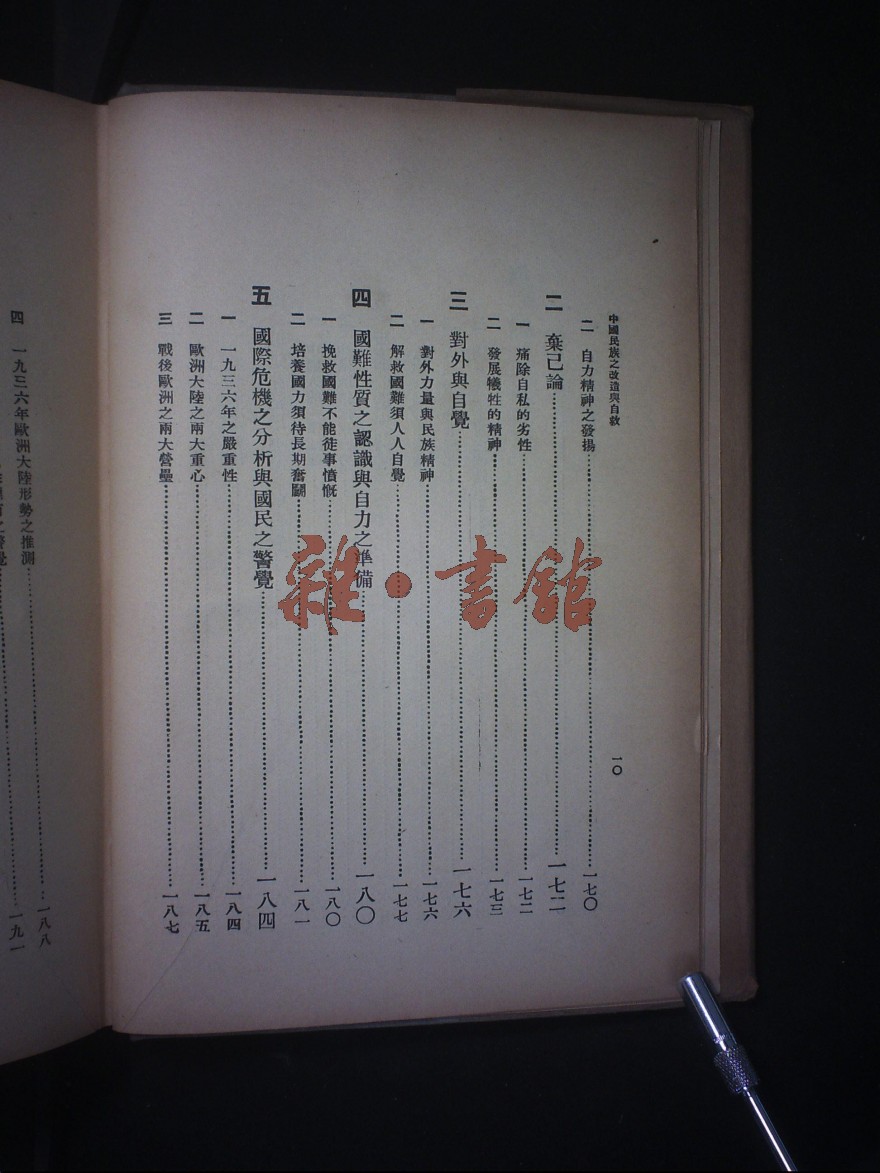 中國民族之改造與自救
一〇
二 自力精神之發揚……一七〇
二 棄己論……一七二
一 痛除自私的劣性……一七二
二 發展犧牲的精神……一七三
三 對外與自覺……一七六
一 對外力量與民族精神……一七六
二 解救國難須人人自覺……一七七
四 國難性質之認識與自力之準備……一八〇
一 挽救國難不能徒事憤慨……一八〇
二 培養國力須待長期奮鬭……一八一
五 國際危機之分析與國民之警覺……一八四
一 一九三六年之嚴重性……一八四
二 歐洲大陸之兩大重心……一八五
三 戰後歐洲之兩大營壘……一八七
四 一九三六年歐洲大陸形勢之推測……一八八
之警覺……一九一
雜·書館